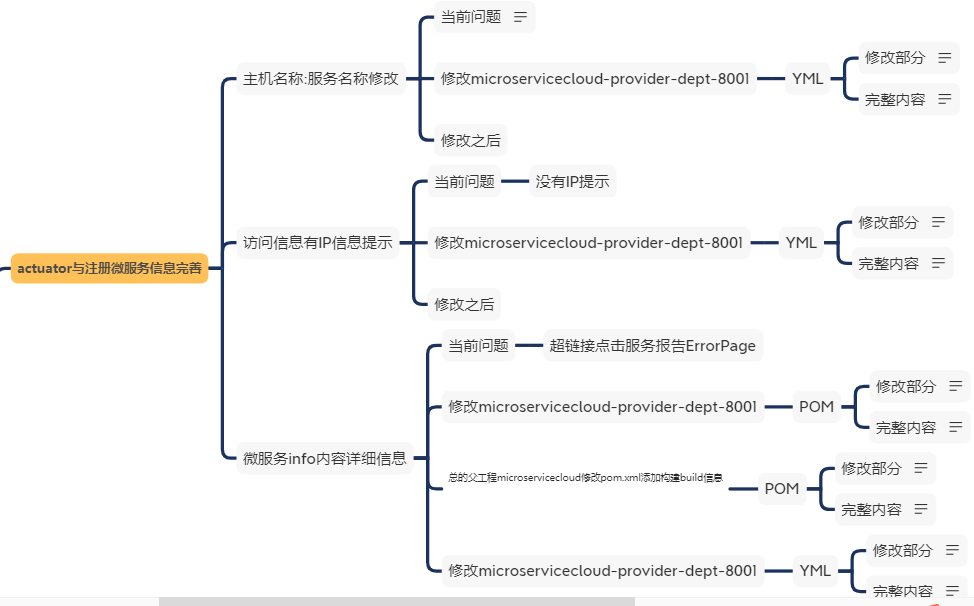 actuator与注册微服务信息完善
主机名称:服务名称修改
当前问题
修改microservicecloud-provider-dept-8001
YML
修改部分
完整内容
修改之后
访问信息有IP信息提示
当前问题
没有IP提示
修改microservicecloud-provider-dept-8001
YML
修改部分
完整内容
修改之后
微服务info内容详细信息
当前问题
超链接点击服务报告ErrorPage
修改microservicecloud-provider-dept-8001
POM
修改部分
完整内容
总的父工程microservicecloud修改pom.xml添加构建build信息
POM
修改部分
完整内容
修改microservicecloud-provider-dept-8001
YML
修改部分
完整内容